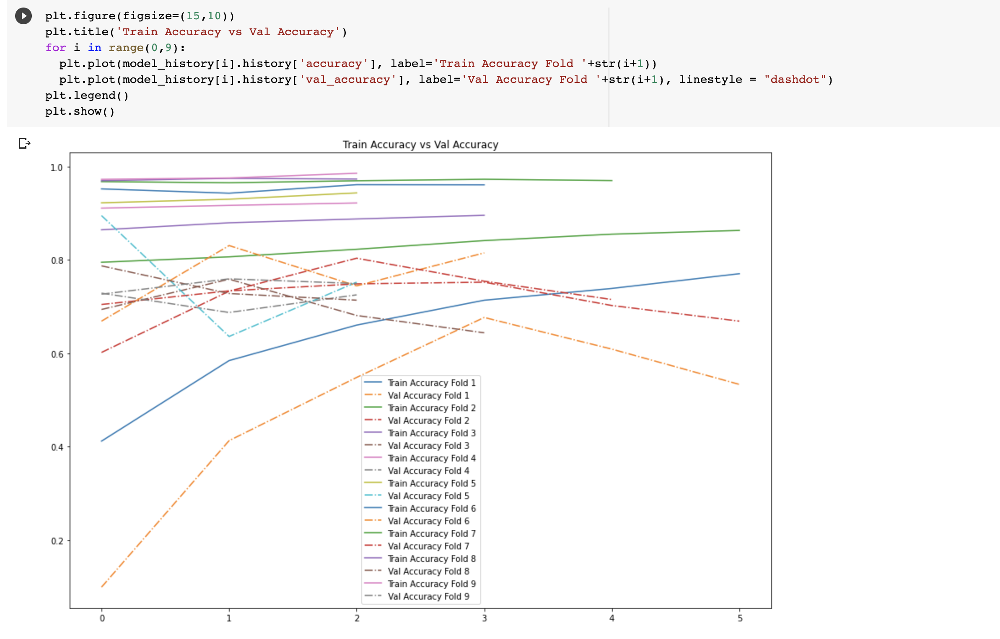 plt.figure(figsize=(15,10))
plt.title('Train Accuracy vs Val Accuracy')
for i in range(0,9):
  plt.plot(model_history[i].history['accuracy'], label='Train Accuracy Fold '+str(i+1))
  plt.plot(model_history[i].history['val_accuracy'], label='Val Accuracy Fold '+str(i+1), linestyle = "dashdot")
plt.legend()
plt.show()
Train Accuracy vs Val Accuracy
1.0
0.8
0.6
0.4
0.2
Train Accuracy Fold 1
Val Accuracy Fold 1
Train Accuracy Fold 2
Val Accuracy Fold 2
Train Accuracy Fold 3
Val Accuracy Fold 3
Train Accuracy Fold 4
Val Accuracy Fold 4
Train Accuracy Fold 5
Val Accuracy Fold 5
Train Accuracy Fold 6
Val Accuracy Fold 6
Train Accuracy Fold 7
Val Accuracy Fold 7
Train Accuracy Fold 8
Val Accuracy Fold 8
Train Accuracy Fold 9
Val Accuracy Fold 9
0 1 2 3 4 5